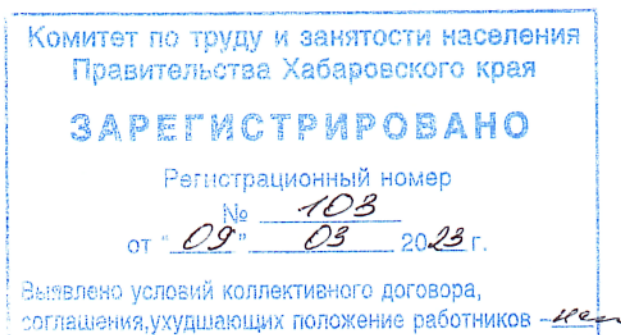 Комитет по труду и занятости населения
Правительства Хабаровского края
ЗАРЕГИСТРИРОВАНО
Регистрационный номер
№ 103
от "09" 03 2023 г.
Выявлено условий коллективного договора,
соглашения,ухудшающих положение работников - нет